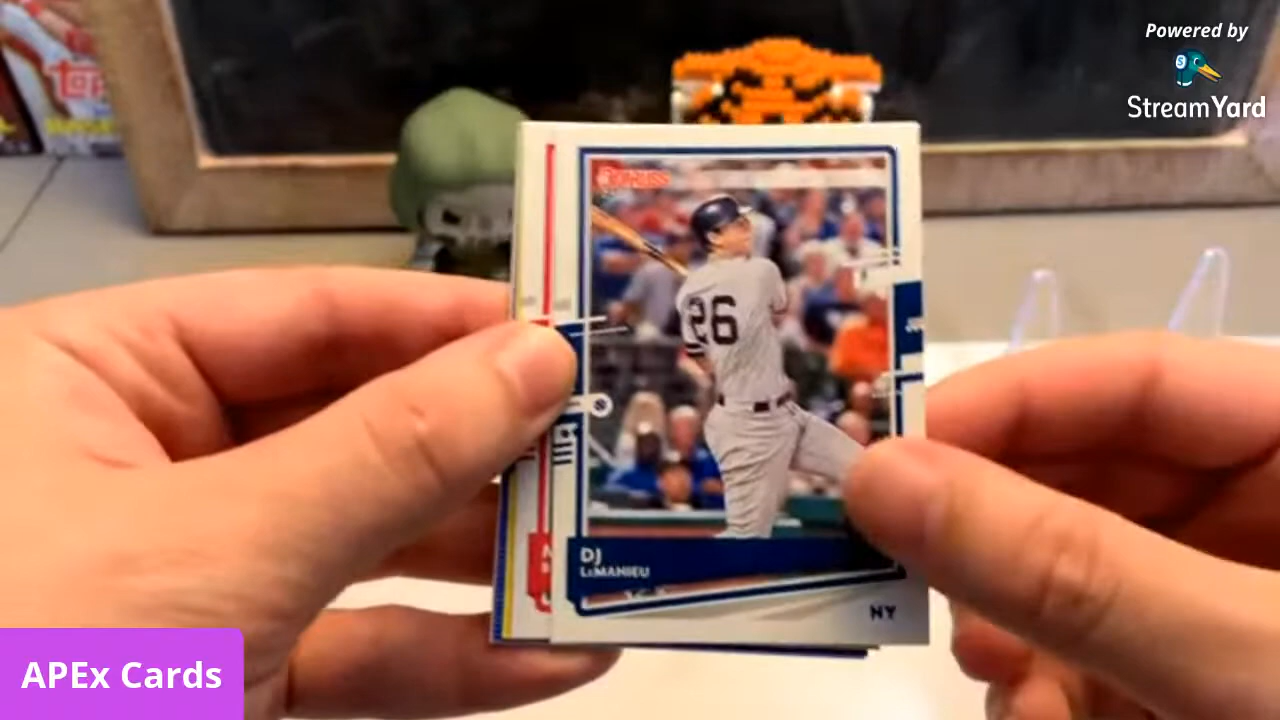 Powered by
StreamYard
DONRUSS
26
DJ
LEMAHIEU
NY
APEx Cards